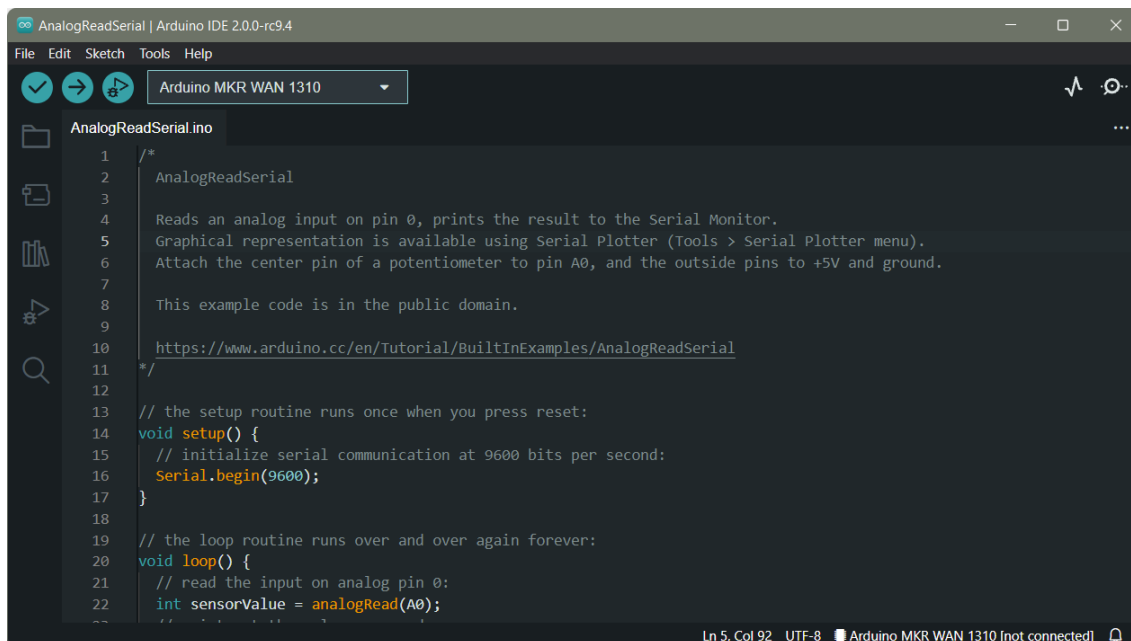 AnalogReadSerial | Arduino IDE 2.0.0-rc9.4
File Edit Sketch Tools Help
Arduino MKR WAN 1310
AnalogReadSerial.ino
1 /*
2 AnalogReadSerial
3
4 Reads an analog input on pin 0, prints the result to the Serial Monitor.
5 Graphical representation is available using Serial Plotter (Tools > Serial Plotter menu).
6 Attach the center pin of a potentiometer to pin A0, and the outside pins to +5V and ground.
7
8 This example code is in the public domain.
9
10 https://www.arduino.cc/en/Tutorial/BuiltInExamples/AnalogReadSerial
11 */
12
13 // the setup routine runs once when you press reset:
14 void setup() {
15 // initialize serial communication at 9600 bits per second:
16 Serial.begin(9600);
17 }
18
19 // the loop routine runs over and over again forever:
20 void loop() {
21 // read the input on analog pin 0:
22 int sensorValue = analogRead(A0);
Ln 5, Col 92 UTF-8 Arduino MKR WAN 1310 [not connected]